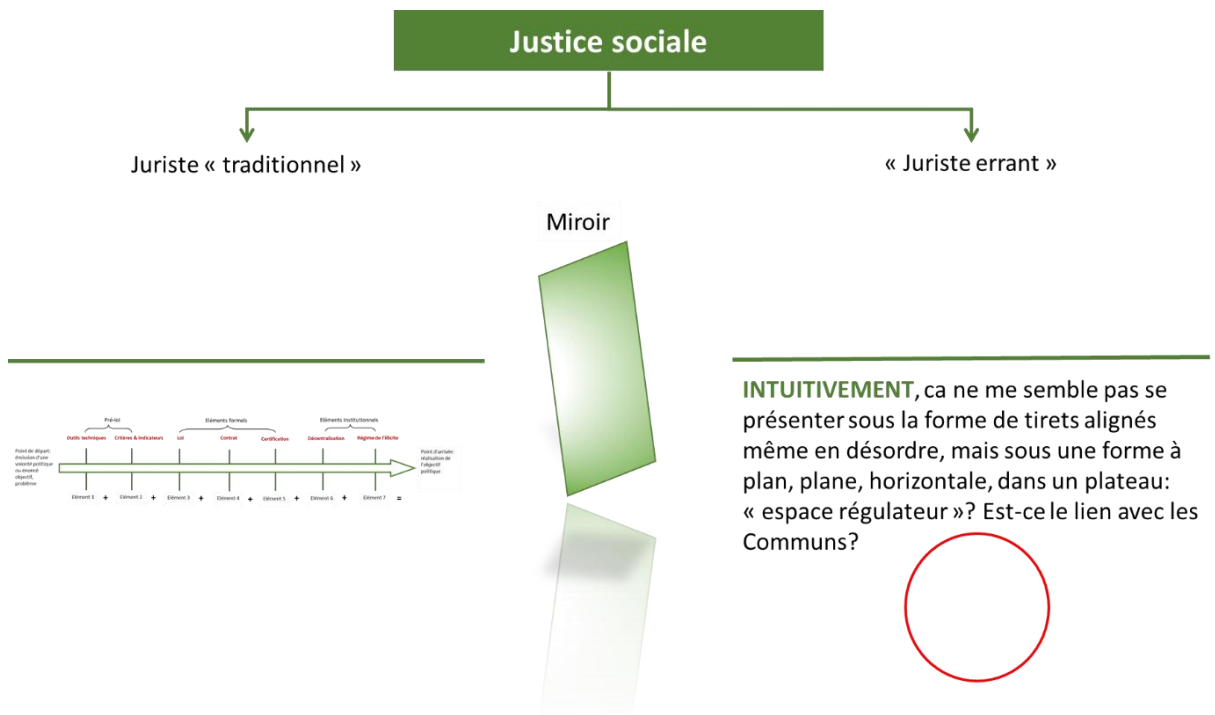 Justice sociale
Juriste « traditionnel »
« Juriste errant »
Miroir
Pré-loi
Eléments formels
Eléments institutionnels
Outils techniques
Critères & indicateurs
Loi
Contrat
Certification
Décentralisation
Régime de l'illicite
Point de départ:
émission d'une
volonté politique
ou énoncé
objectif,
problème
Point d'arrivée:
réalisation de
l'objectif
politique.
Elément 1 + Elément 2 + Elément 3 + Elément 4 + Elément 5 + Elément 6 + Elément 7 =
INTUITIVEMENT, ca ne me semble pas se
présenter sous la forme de tirets alignés
même en désordre, mais sous une forme à
plan, plane, horizontale, dans un plateau:
« espace régulateur »? Est-ce le lien avec les
Communs?